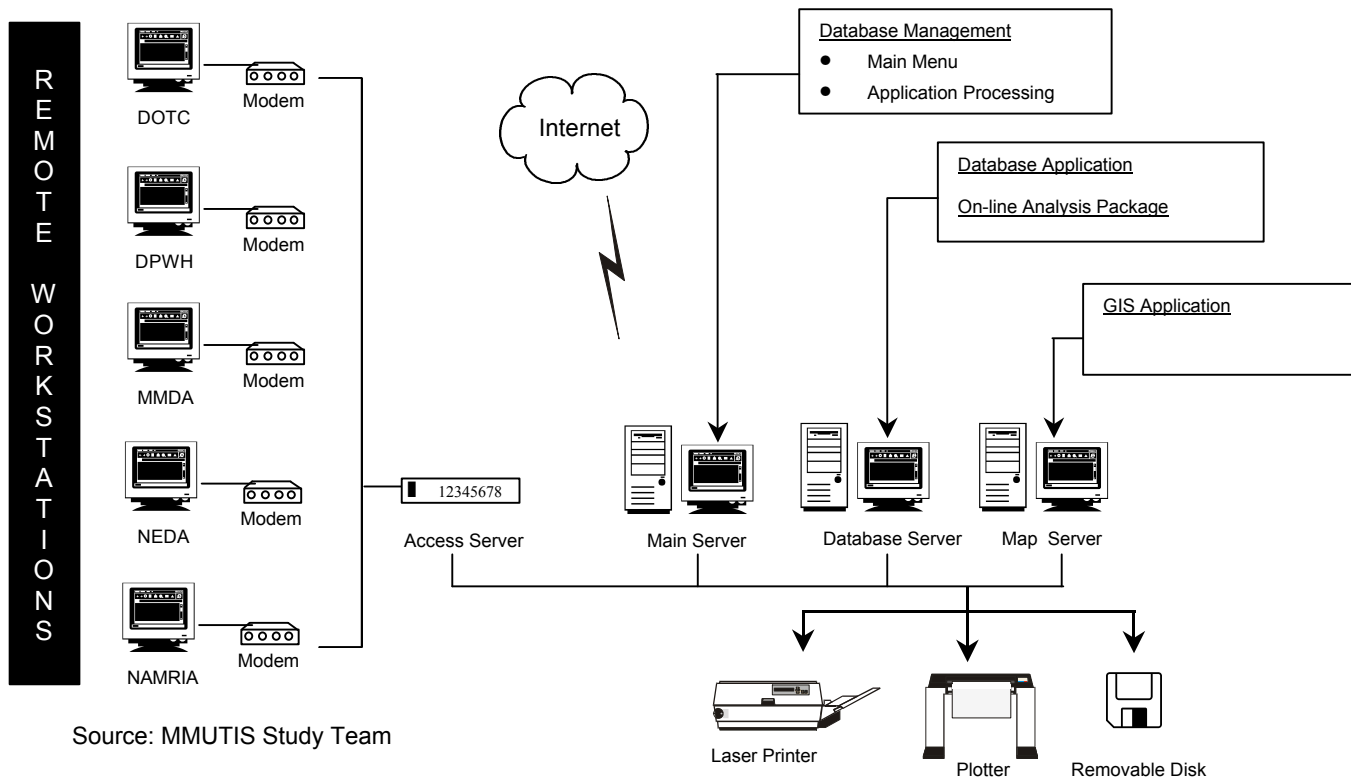 REMOTE WORKSTATIONS
DOTC
Modem
DPWH
Modem
MMDA
Modem
NEDA
Modem
NAMRIA
Modem
Internet
Database Management
● Main Menu
● Application Processing
Database Application
On-line Analysis Package
GIS Application
12345678
Access Server
Main Server
Database Server
Map Server
Laser Printer
Plotter
Removable Disk
Source: MMUTIS Study Team